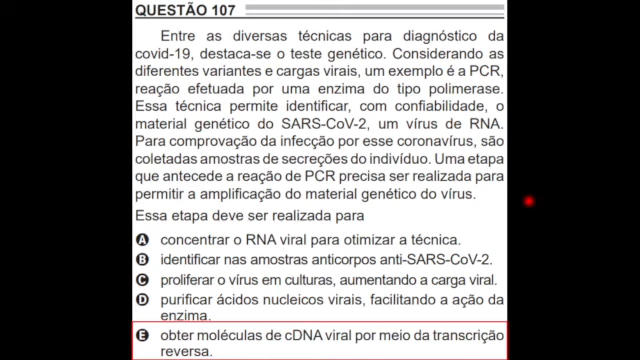 QUESTÃO 107
Entre as diversas técnicas para diagnóstico da
covid-19, destaca-se o teste genético. Considerando as
diferentes variantes e cargas virais, um exemplo é a PCR,
reação efetuada por uma enzima do tipo polimerase.
Essa técnica permite identificar, com confiabilidade, o
material genético do SARS-CoV-2, um vírus de RNA.
Para comprovação da infecção por esse coronavírus, são
coletadas amostras de secreções do indivíduo. Uma etapa
que antecede a reação de PCR precisa ser realizada para
permitir a amplificação do material genético do vírus.
Essa etapa deve ser realizada para
A concentrar o RNA viral para otimizar a técnica.
B identificar nas amostras anticorpos anti-SARS-CoV-2.
C proliferar o vírus em culturas, aumentando a carga viral.
D purificar ácidos nucleicos virais, facilitando a ação da
enzima.
E obter moléculas de cDNA viral por meio da transcrição
reversa.